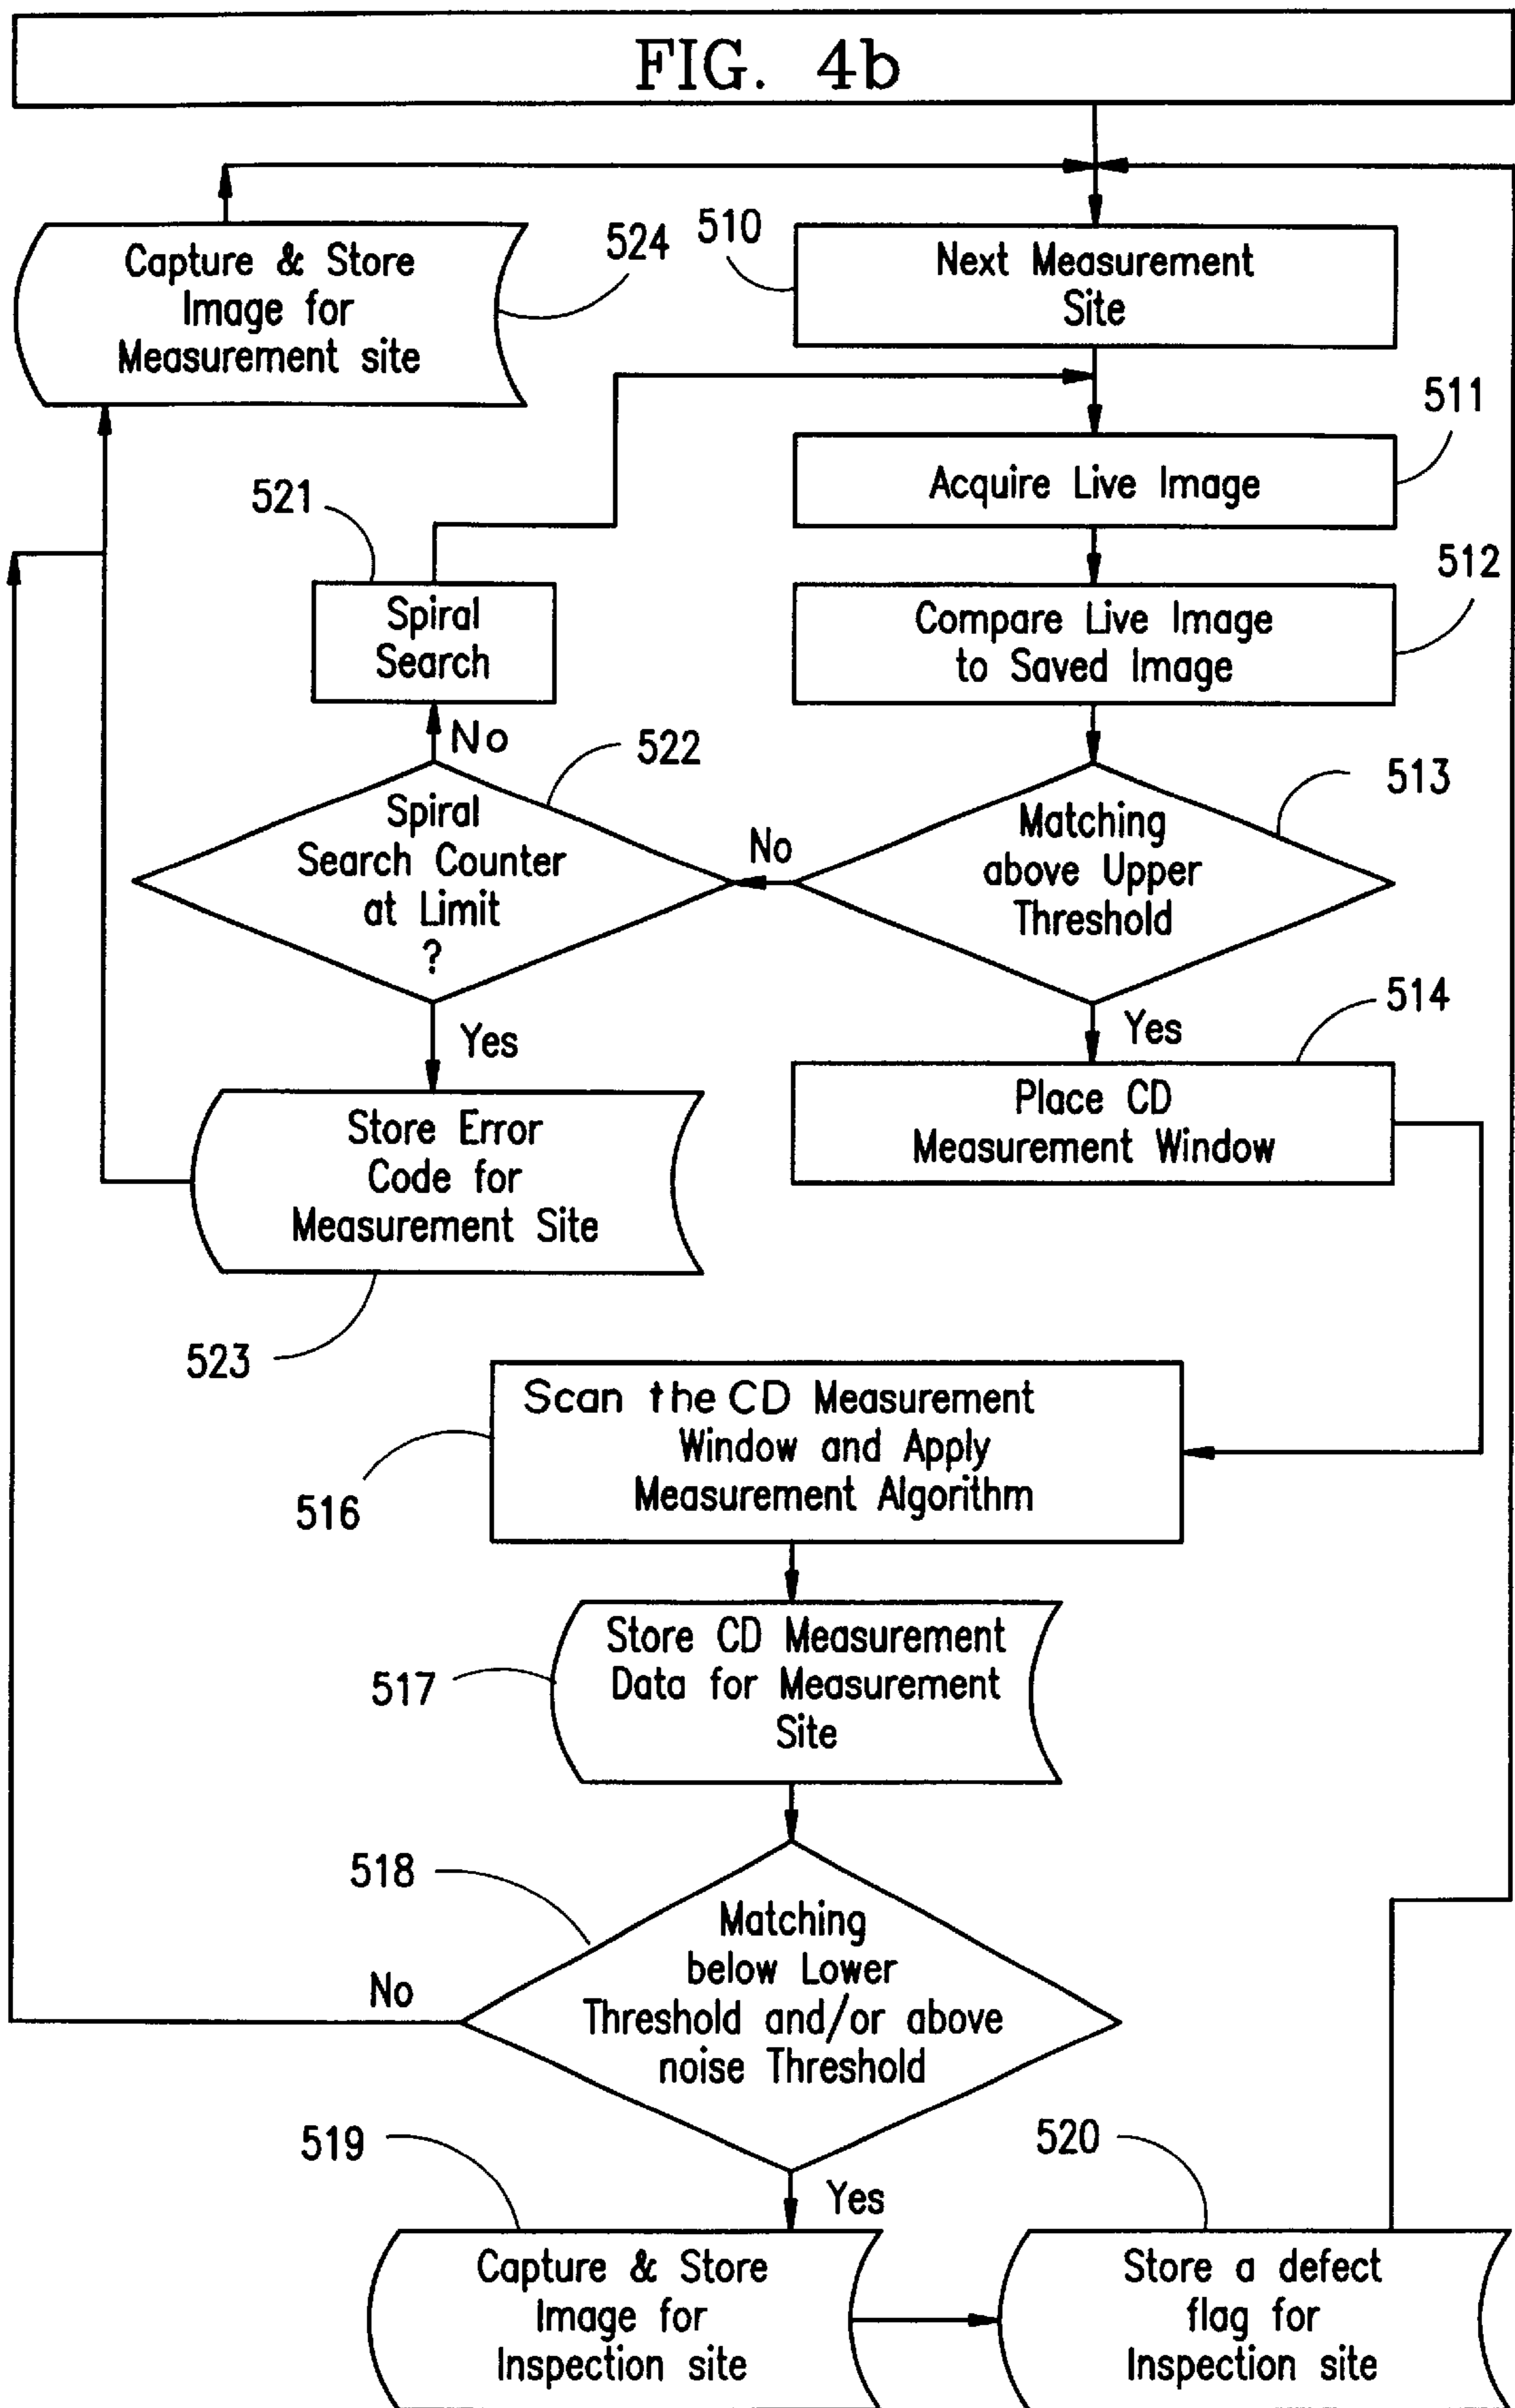 FIG. 4b
Capture & Store
Image for
Measurement site
524
510
Next Measurement
Site
511
Acquire Live Image
521
512
Spiral
Search
Compare Live Image
to Saved Image
No
522
513
Spiral
Search Counter
at Limit
?
No
Matching
above Upper
Threshold
Yes
Yes
514
Store Error
Code for
Measurement Site
Place CD
Measurement Window
523
Scan the CD Measurement
Window and Apply
Measurement Algorithm
516
Store CD Measurement
Data for Measurement
Site
517
518
Matching
below Lower
Threshold and/or above
noise Threshold
No
519
520
Yes
Capture & Store
Image for
Inspection site
Store a defect
flag for
Inspection site